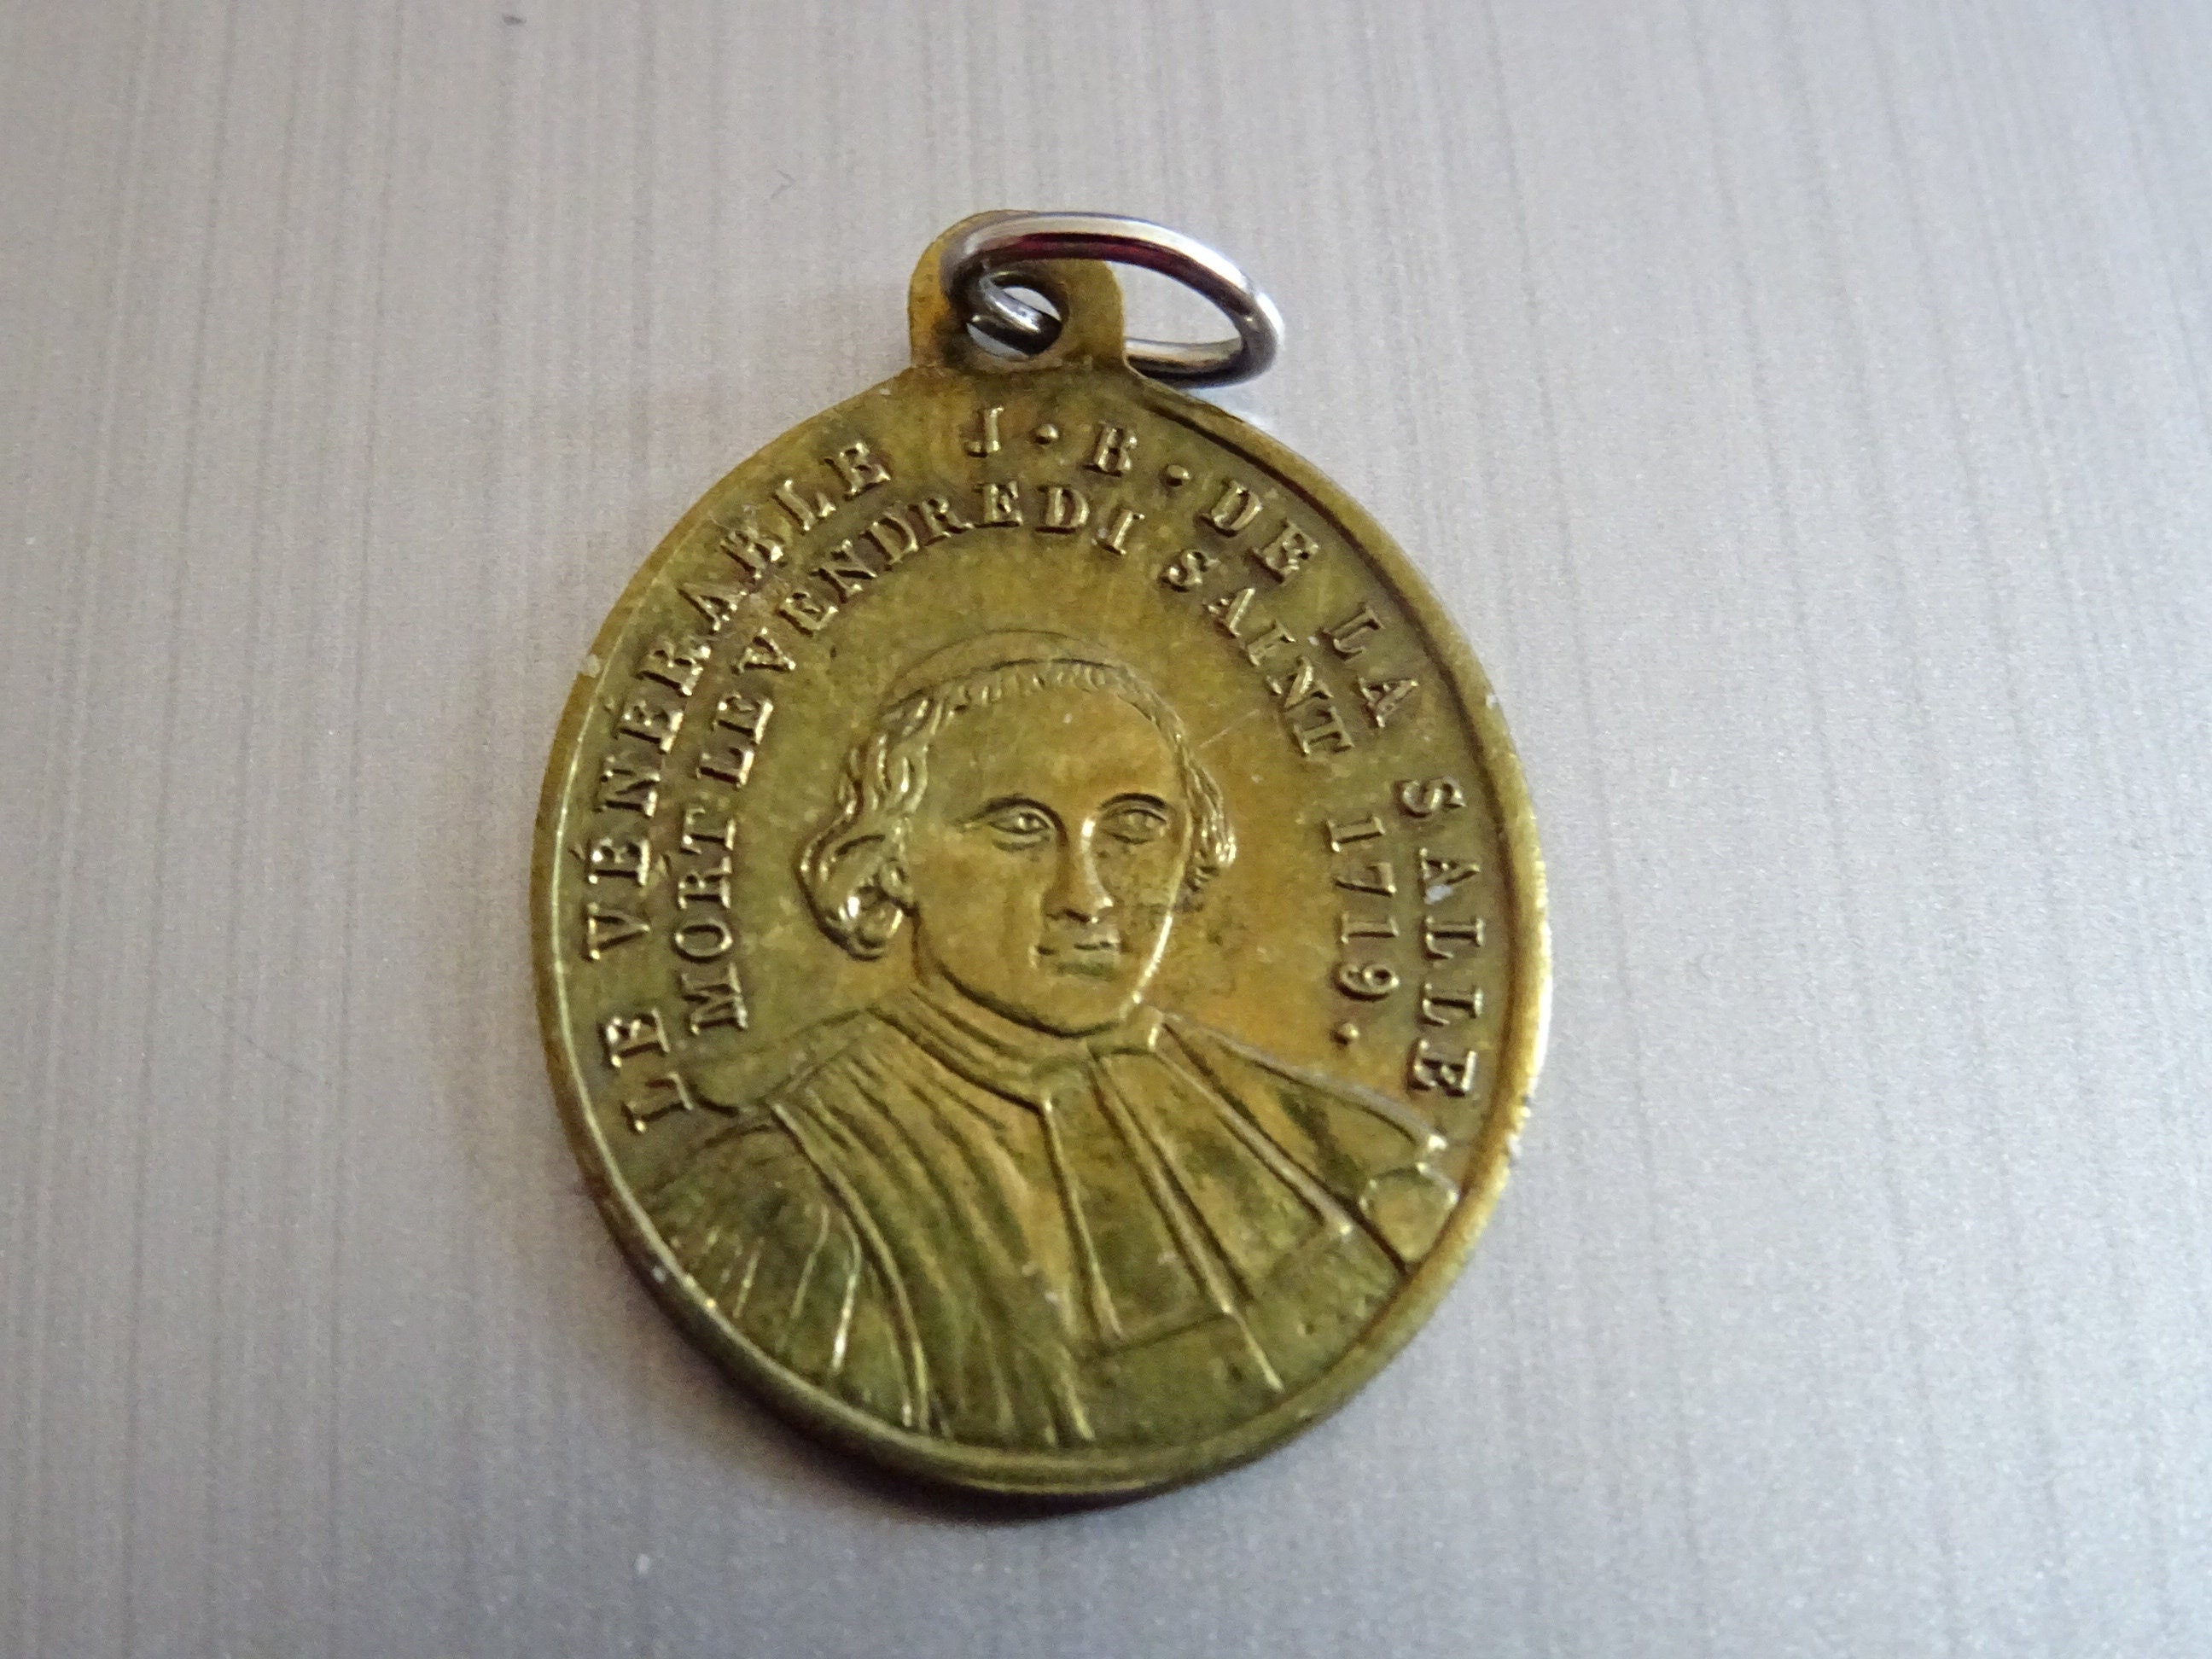 LE VÉNÉRABLE J·B·DE LA SALLE
MORT LE VENDREDI SAINT 1719.